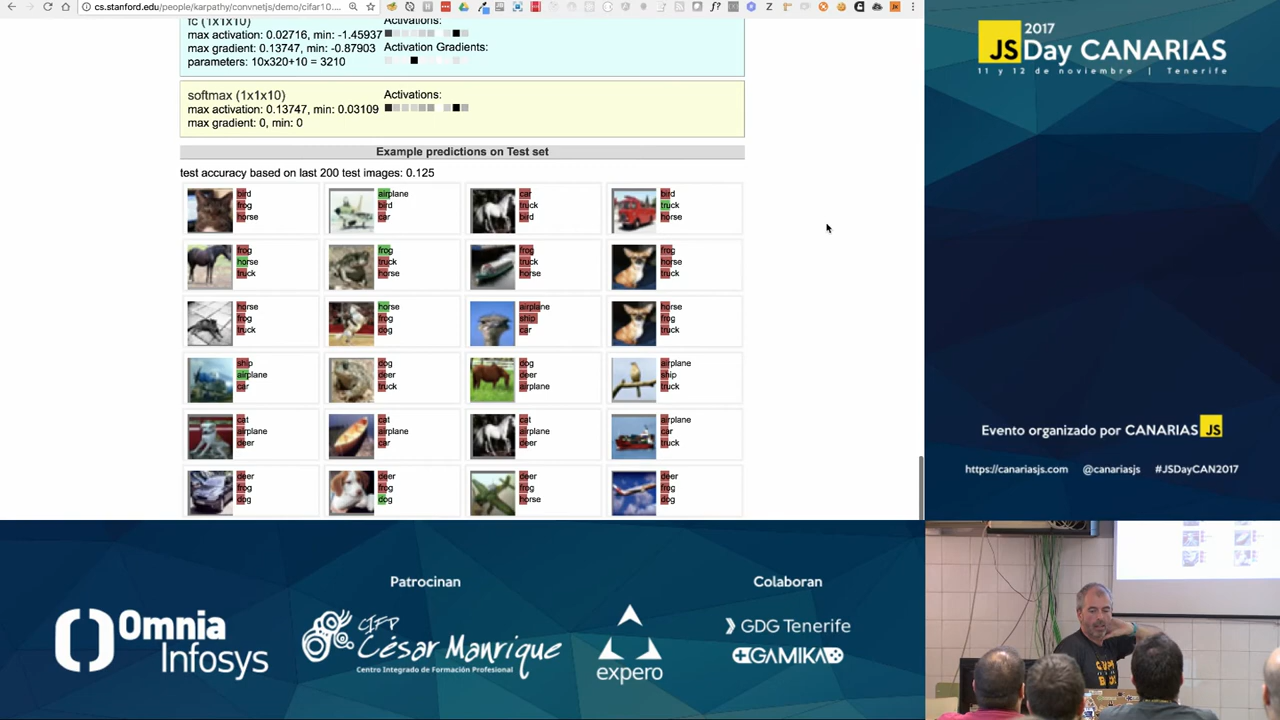 cs.stanford.edu/people/karpathy/convnetjs/demo/cifar10....
fc (1x1x10)
max activation: 0.02716, min: -1.45937
max gradient: 0.13747, min: -0.87903
parameters: 10x320+10 = 3210
Activations:
Activation Gradients:
softmax (1x1x10)
max activation: 0.13747, min: 0.03109
max gradient: 0, min: 0
Activations:
Example predictions on Test set
test accuracy based on last 200 test images: 0.125
bird
frog
horse
airplane
bird
car
car
truck
bird
bird
truck
horse
frog
horse
truck
frog
truck
horse
frog
truck
horse
frog
horse
truck
horse
frog
truck
horse
frog
dog
airplane
ship
car
horse
frog
truck
ship
airplane
car
dog
deer
truck
dog
deer
airplane
airplane
ship
truck
cat
airplane
deer
cat
airplane
car
cat
airplane
deer
airplane
car
truck
deer
frog
dog
deer
frog
dog
deer
frog
horse
deer
frog
dog
2017
JSDay CANARIAS
11 y 12 de noviembre | Tenerife
Evento organizado por CANARIAS JS
https://canariasjs.com @canariasjs #JSDayCAN2017
Patrocinan
Omnia
Infosys
CIFP
César Manrique
Centro Integrado de Formación Profesional
expero
Colaboran
GDG Tenerife
GAMIKA